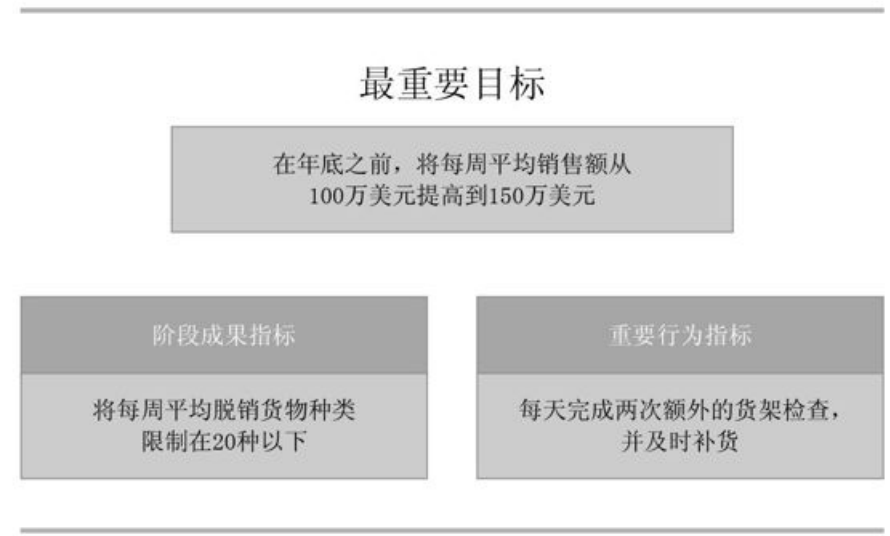 最重要目标
在年底之前，将每周平均销售额从
100万美元提高到150万美元
阶段成果指标
将每周平均脱销货物种类
限制在20种以下
重要行为指标
每天完成两次额外的货架检查，
并及时补货